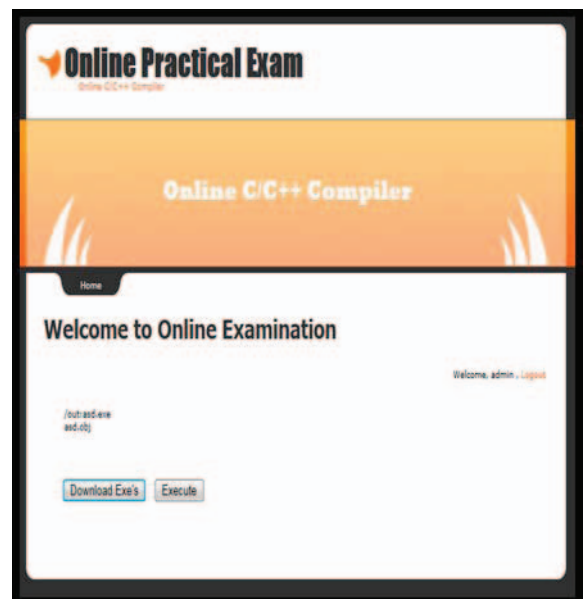 Online Practical Exam
Online C/C++ Compiler
Online C/C++ Compiler
Home
Welcome to Online Examination
Welcome, admin . Logout
/out:asd.exe
asd.obj
Download Exe's Execute